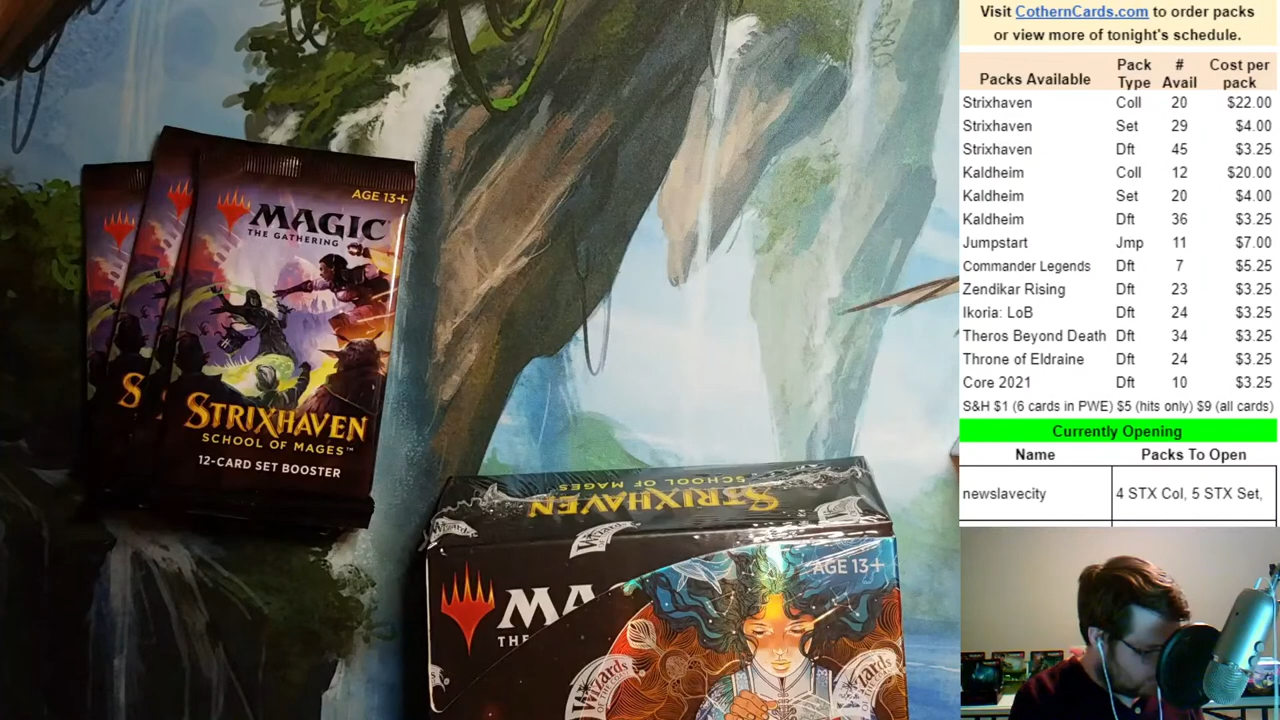 Visit CothernCards.com to order packs
or view more of tonight's schedule.
Packs Available Pack Type # Avail Cost per pack
Strixhaven Coll 20 $22.00
Strixhaven Set 29 $4.00
Strixhaven Dft 45 $3.25
Kaldheim Coll 12 $20.00
Kaldheim Set 20 $4.00
Kaldheim Dft 36 $3.25
Jumpstart Jmp 11 $7.00
Commander Legends Dft 7 $5.25
Zendikar Rising Dft 23 $3.25
Ikoria: LoB Dft 24 $3.25
Theros Beyond Death Dft 34 $3.25
Throne of Eldraine Dft 24 $3.25
Core 2021 Dft 10 $3.25
S&H $1 (6 cards in PWE) $5 (hits only) $9 (all cards)
Currently Opening
Name Packs To Open
newslavecity 4 STX Col, 5 STX Set,
AGE 13+
MAGIC
THE GATHERING
S
STRIXHAVEN
SCHOOL OF MAGES™
12-CARD SET BOOSTER
STRIXHAVEN
SCHOOL OF MAGES
Wizards
Wizards
AGE 13+
MA
THE
Wizards
Wizards